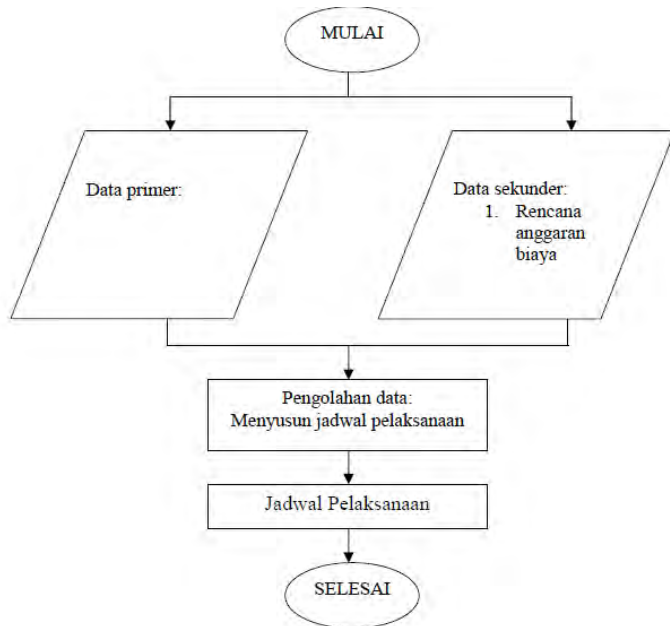 MULAI
Data primer:
Data sekunder:
1. Rencana
anggaran
biaya
Pengolahan data:
Menyusun jadwal pelaksanaan
Jadwal Pelaksanaan
SELESAI